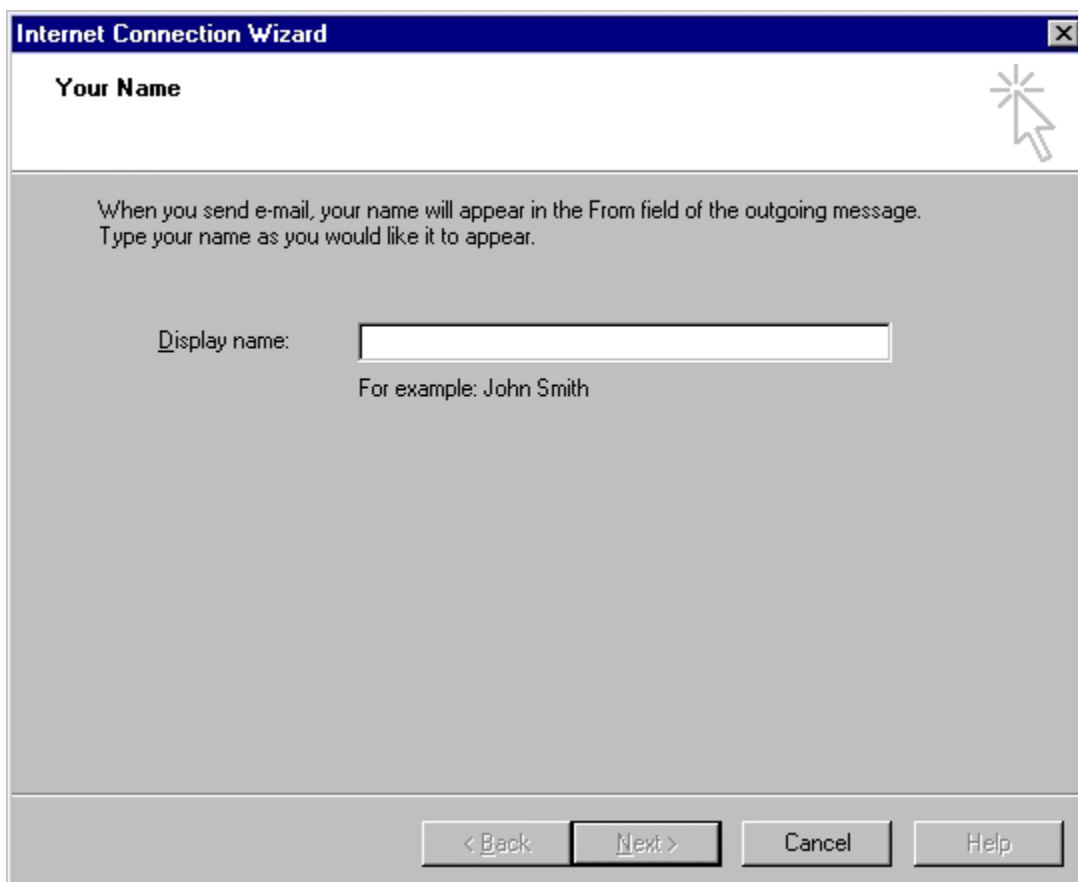 Internet Connection Wizard
Your Name
When you send e-mail, your name will appear in the From field of the outgoing message.
Type your name as you would like it to appear.
Display name:
For example: John Smith
< Back Next > Cancel Help